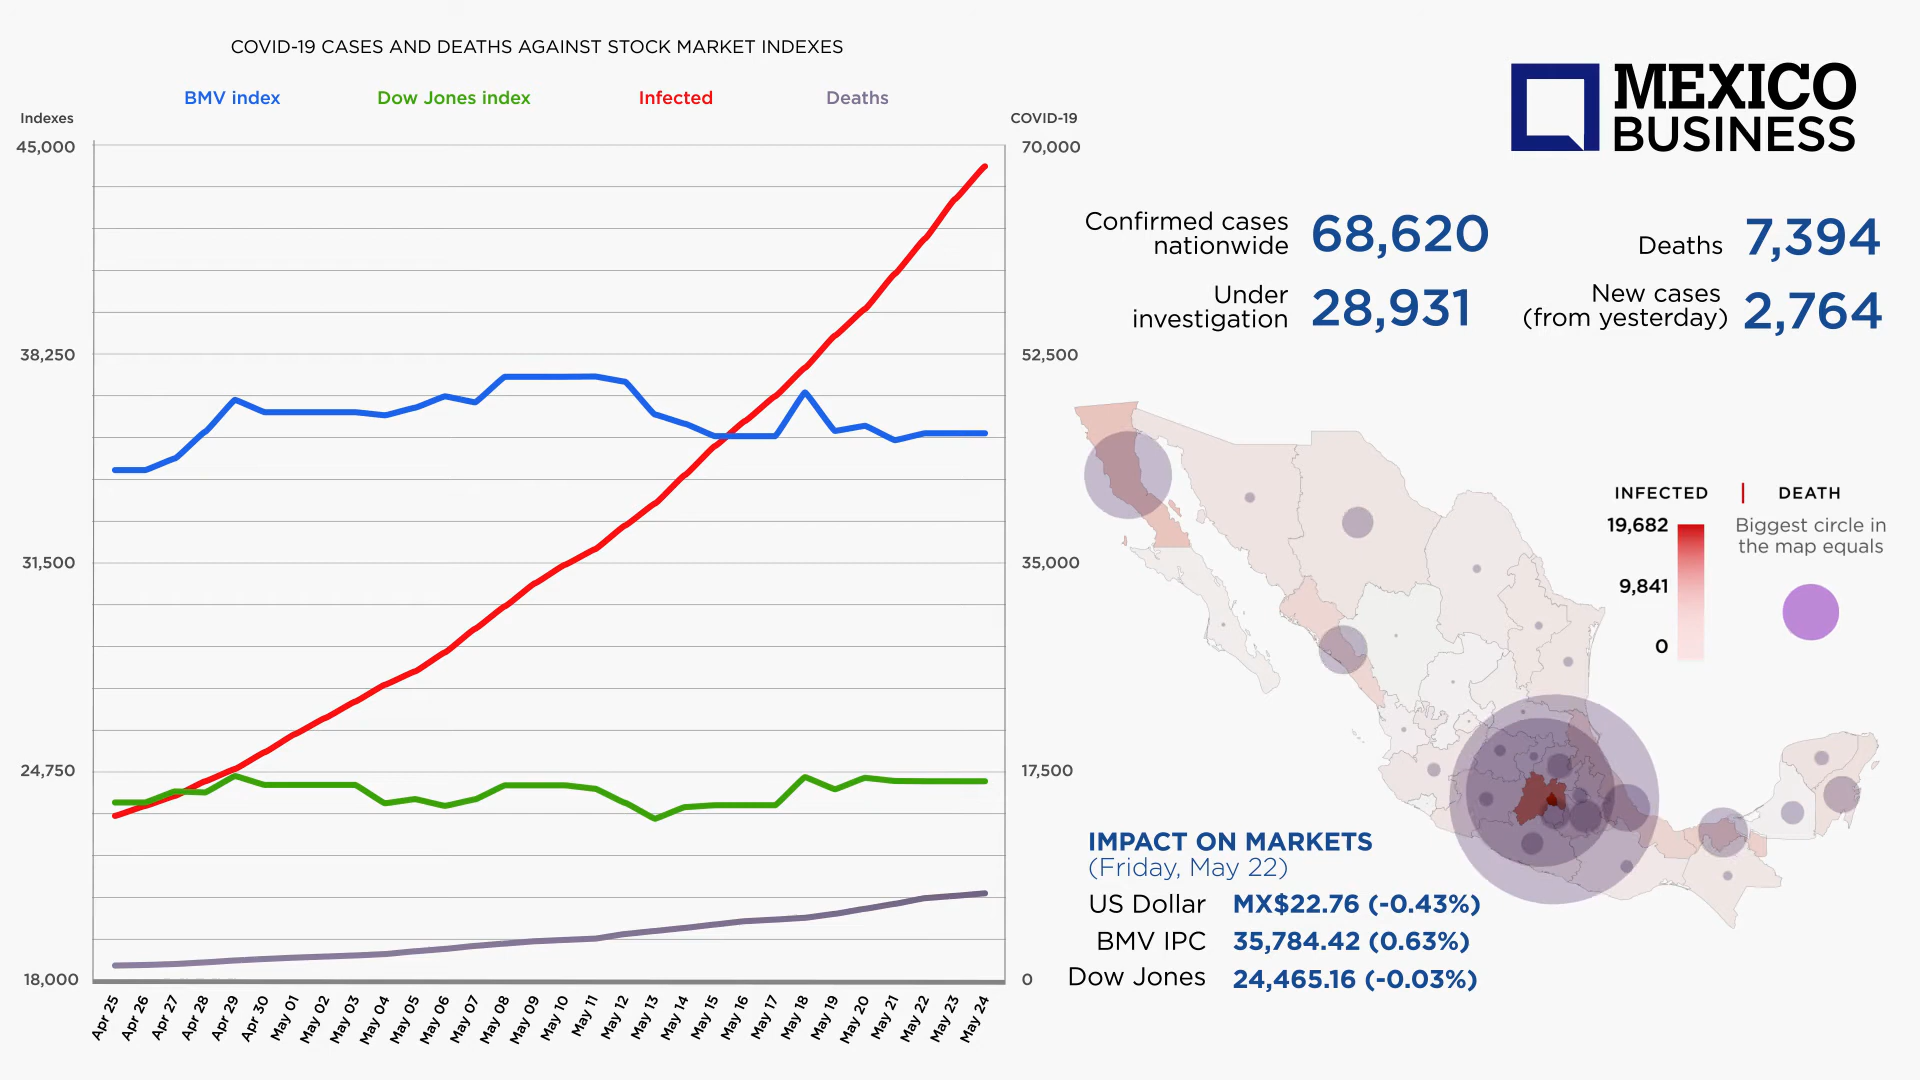 COVID-19 CASES AND DEATHS AGAINST STOCK MARKET INDEXES
BMV index
Dow Jones index
Infected
Deaths
Indexes
COVID-19
45,000
38,250
31,500
24,750
18,000
70,000
52,500
35,000
17,500
0
Apr 25
Apr 26
Apr 27
Apr 28
Apr 29
Apr 30
May 01
May 02
May 03
May 04
May 05
May 06
May 07
May 08
May 09
May 10
May 11
May 12
May 13
May 14
May 15
May 16
May 17
May 18
May 19
May 20
May 21
May 22
May 23
May 24
MEXICO
BUSINESS
Confirmed cases
nationwide
68,620
Deaths
7,394
Under
investigation
28,931
New cases
(from yesterday)
2,764
INFECTED | DEATH
19,682
9,841
0
Biggest circle in
the map equals
IMPACT ON MARKETS
(Friday, May 22)
US Dollar MX$22.76 (-0.43%)
BMV IPC 35,784.42 (0.63%)
Dow Jones 24,465.16 (-0.03%)